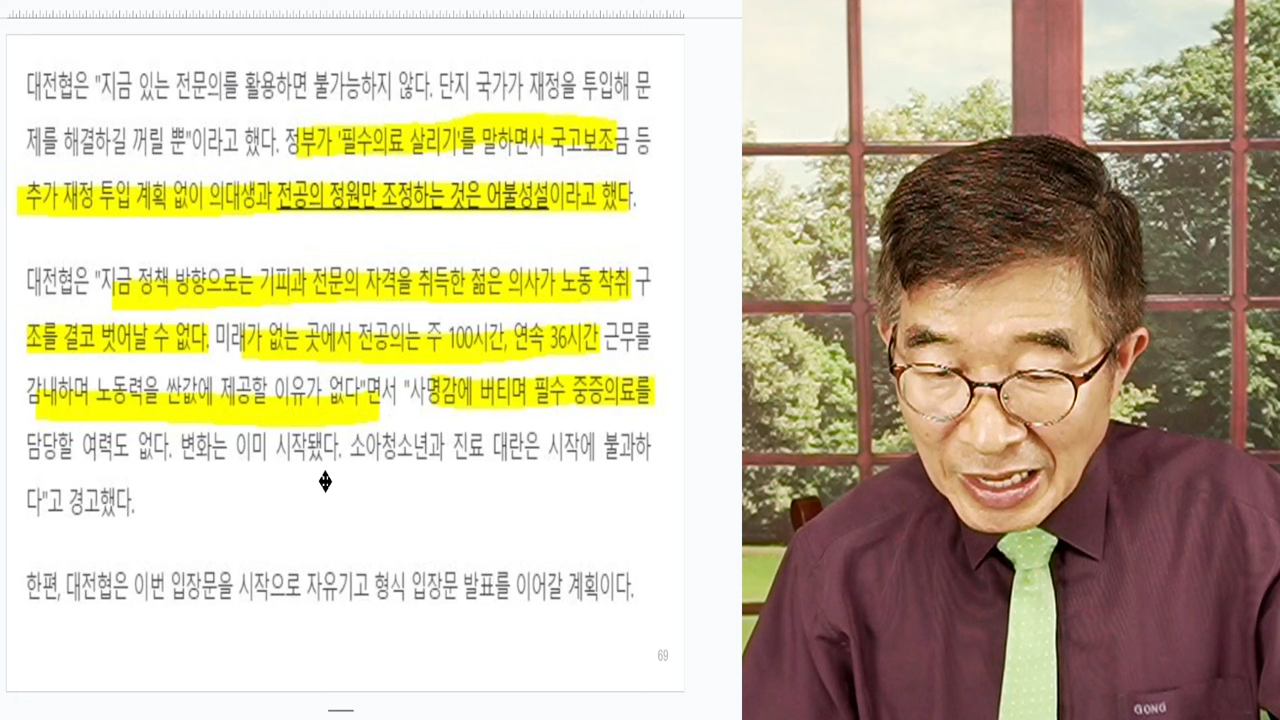 대전협은 "지금 있는 전문의를 활용하면 불가능하지 않다. 단지 국가가 재정을 투입해 문
제를 해결하길 꺼릴 뿐"이라고 했다. 정부가 '필수의료 살리기'를 말하면서 국고보조금 등
추가 재정 투입 계획 없이 의대생과 전공의 정원만 조정하는 것은 어불성설이라고 했다.
대전협은 "지금 정책 방향으로는 기피과 전문의 자격을 취득한 젊은 의사가 노동 착취 구
조를 결코 벗어날 수 없다. 미래가 없는 곳에서 전공의는 주 100시간, 연속 36시간 근무를
감내하며 노동력을 싼값에 제공할 이유가 없다"면서 "사명감에 버티며 필수 중증의료를
담당할 여력도 없다. 변화는 이미 시작됐다. 소아청소년과 진료 대란은 시작에 불과하
다"고 경고했다.
한편, 대전협은 이번 입장문을 시작으로 자유기고 형식 입장문 발표를 이어갈 계획이다.
69
GONG